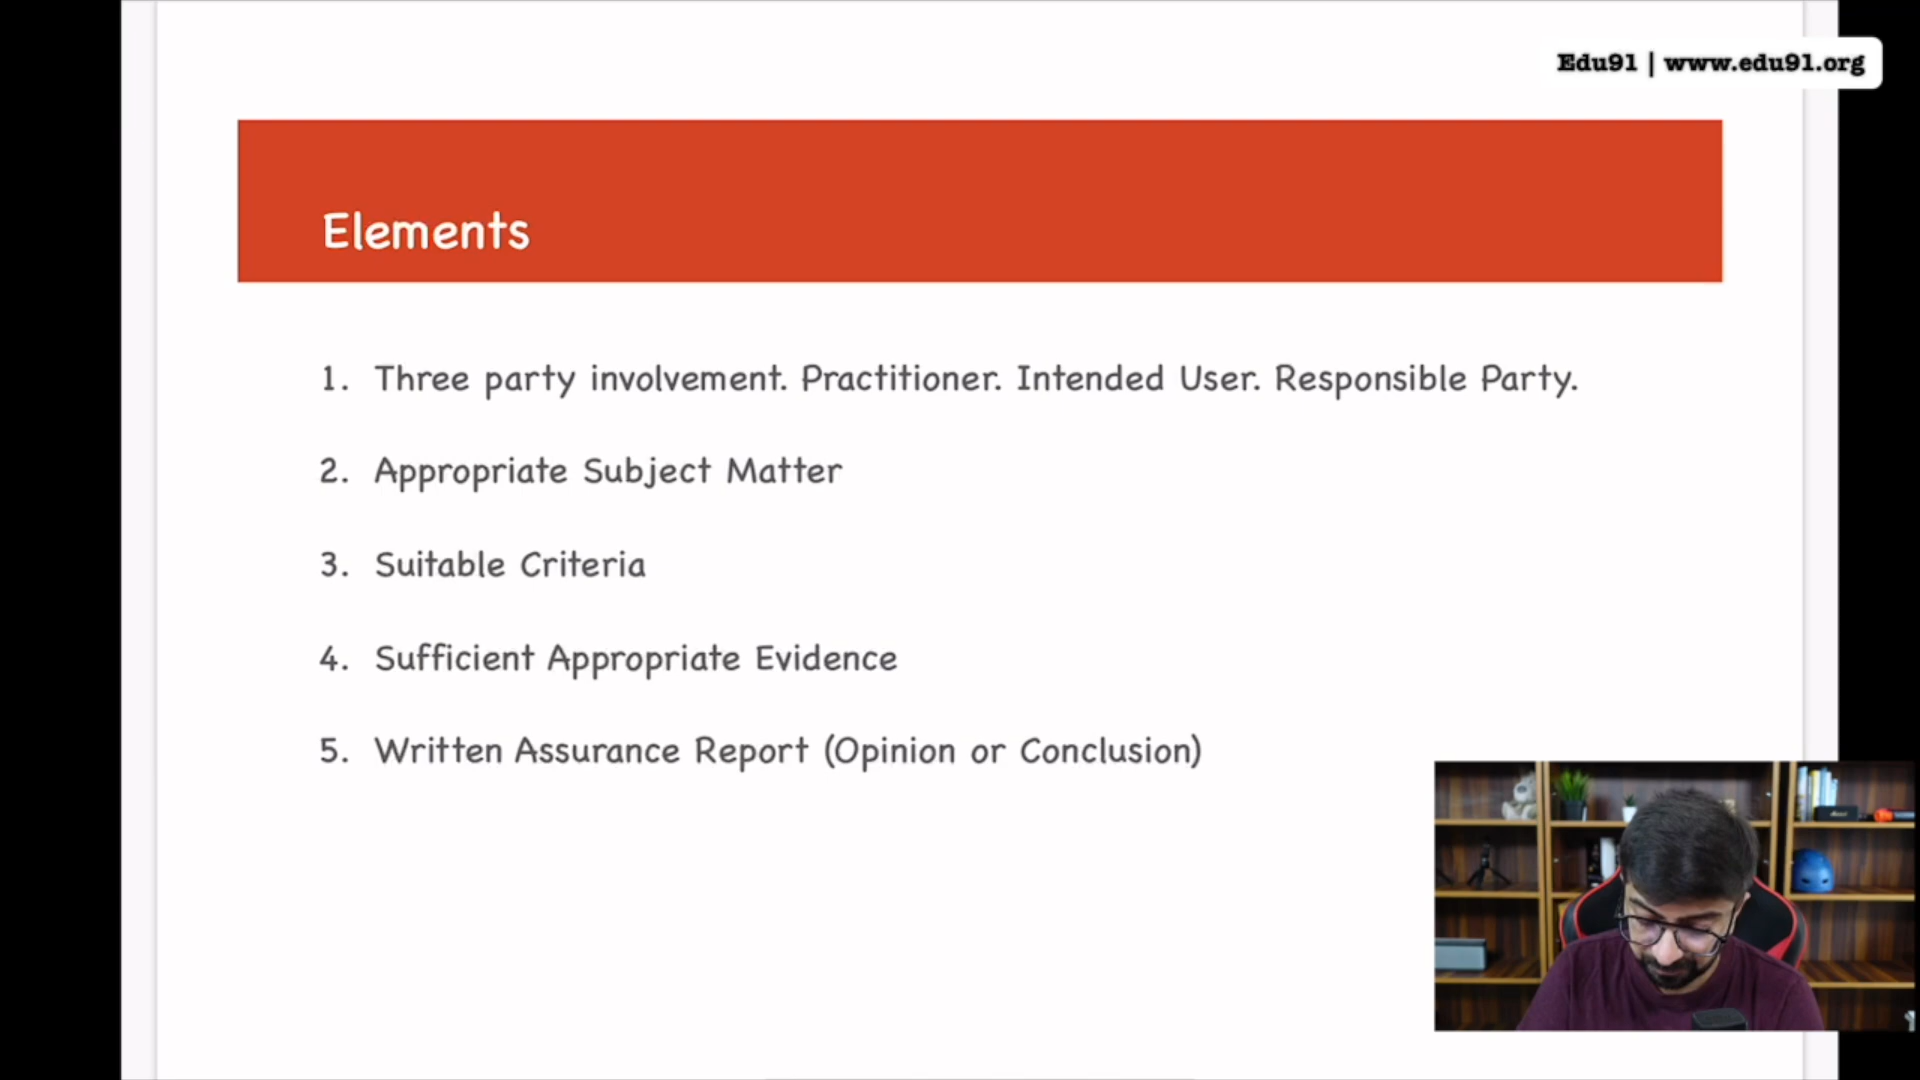 Edu91 | www.edu91.org
Elements
1. Three party involvement. Practitioner. Intended User. Responsible Party.
2. Appropriate Subject Matter
3. Suitable Criteria
4. Sufficient Appropriate Evidence
5. Written Assurance Report (Opinion or Conclusion)